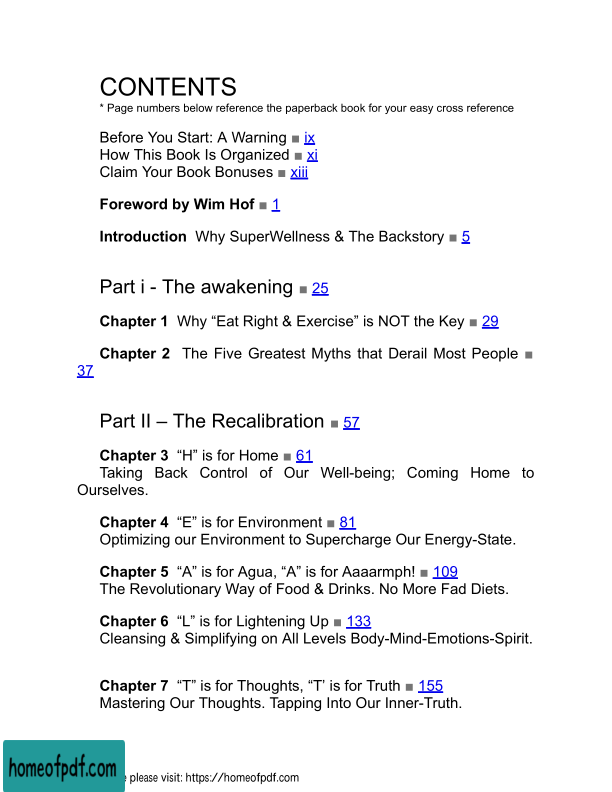 CONTENTS
* Page numbers below reference the paperback book for your easy cross reference
Before You Start: A Warning ■ ix
How This Book Is Organized ■ xi
Claim Your Book Bonuses ■ xiii
Foreword by Wim Hof ■ 1
Introduction Why SuperWellness & The Backstory ■ 5
Part i - The awakening ■ 25
Chapter 1 Why “Eat Right & Exercise” is NOT the Key ■ 29
Chapter 2 The Five Greatest Myths that Derail Most People ■
37
Part II – The Recalibration ■ 57
Chapter 3 “H” is for Home ■ 61
Taking Back Control of Our Well-being; Coming Home to
Ourselves.
Chapter 4 “E” is for Environment ■ 81
Optimizing our Environment to Supercharge Our Energy-State.
Chapter 5 “A” is for Agua, “A” is for Aaaarmph! ■ 109
The Revolutionary Way of Food & Drinks. No More Fad Diets.
Chapter 6 “L” is for Lightening Up ■ 133
Cleansing & Simplifying on All Levels Body-Mind-Emotions-Spirit.
Chapter 7 “T” is for Thoughts, “T’ is for Truth ■ 155
Mastering Our Thoughts. Tapping Into Our Inner-Truth.
homeofpdf.com
please visit: https://homeofpdf.com